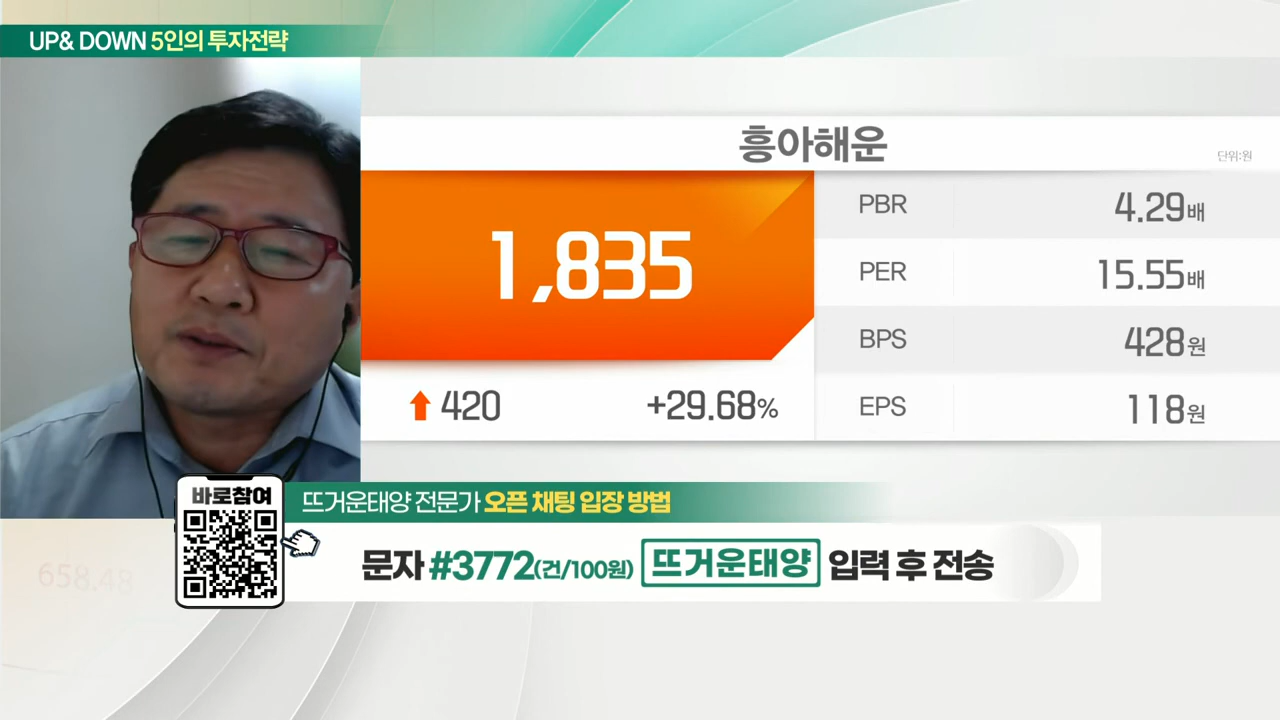 UP& DOWN 5인의 투자전략
흥아해운
단위:원
1,835
420 +29.68%
PBR 4.29배
PER 15.55배
BPS 428원
EPS 118원
바로참여
뜨거운태양 전문가 오픈 채팅 입장 방법
문자 #3772(건/100원) 뜨거운태양 입력 후 전송
658.48